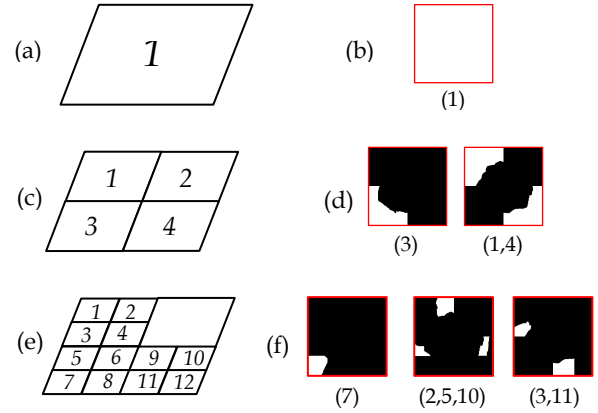 (a) 1 (b)
(1)
(c) 1 2
3 4
(d)
(3) (1,4)
(e) 1 2
3 4
5 6 9 10
7 8 11 12
(f)
(7) (2,5,10) (3,11)